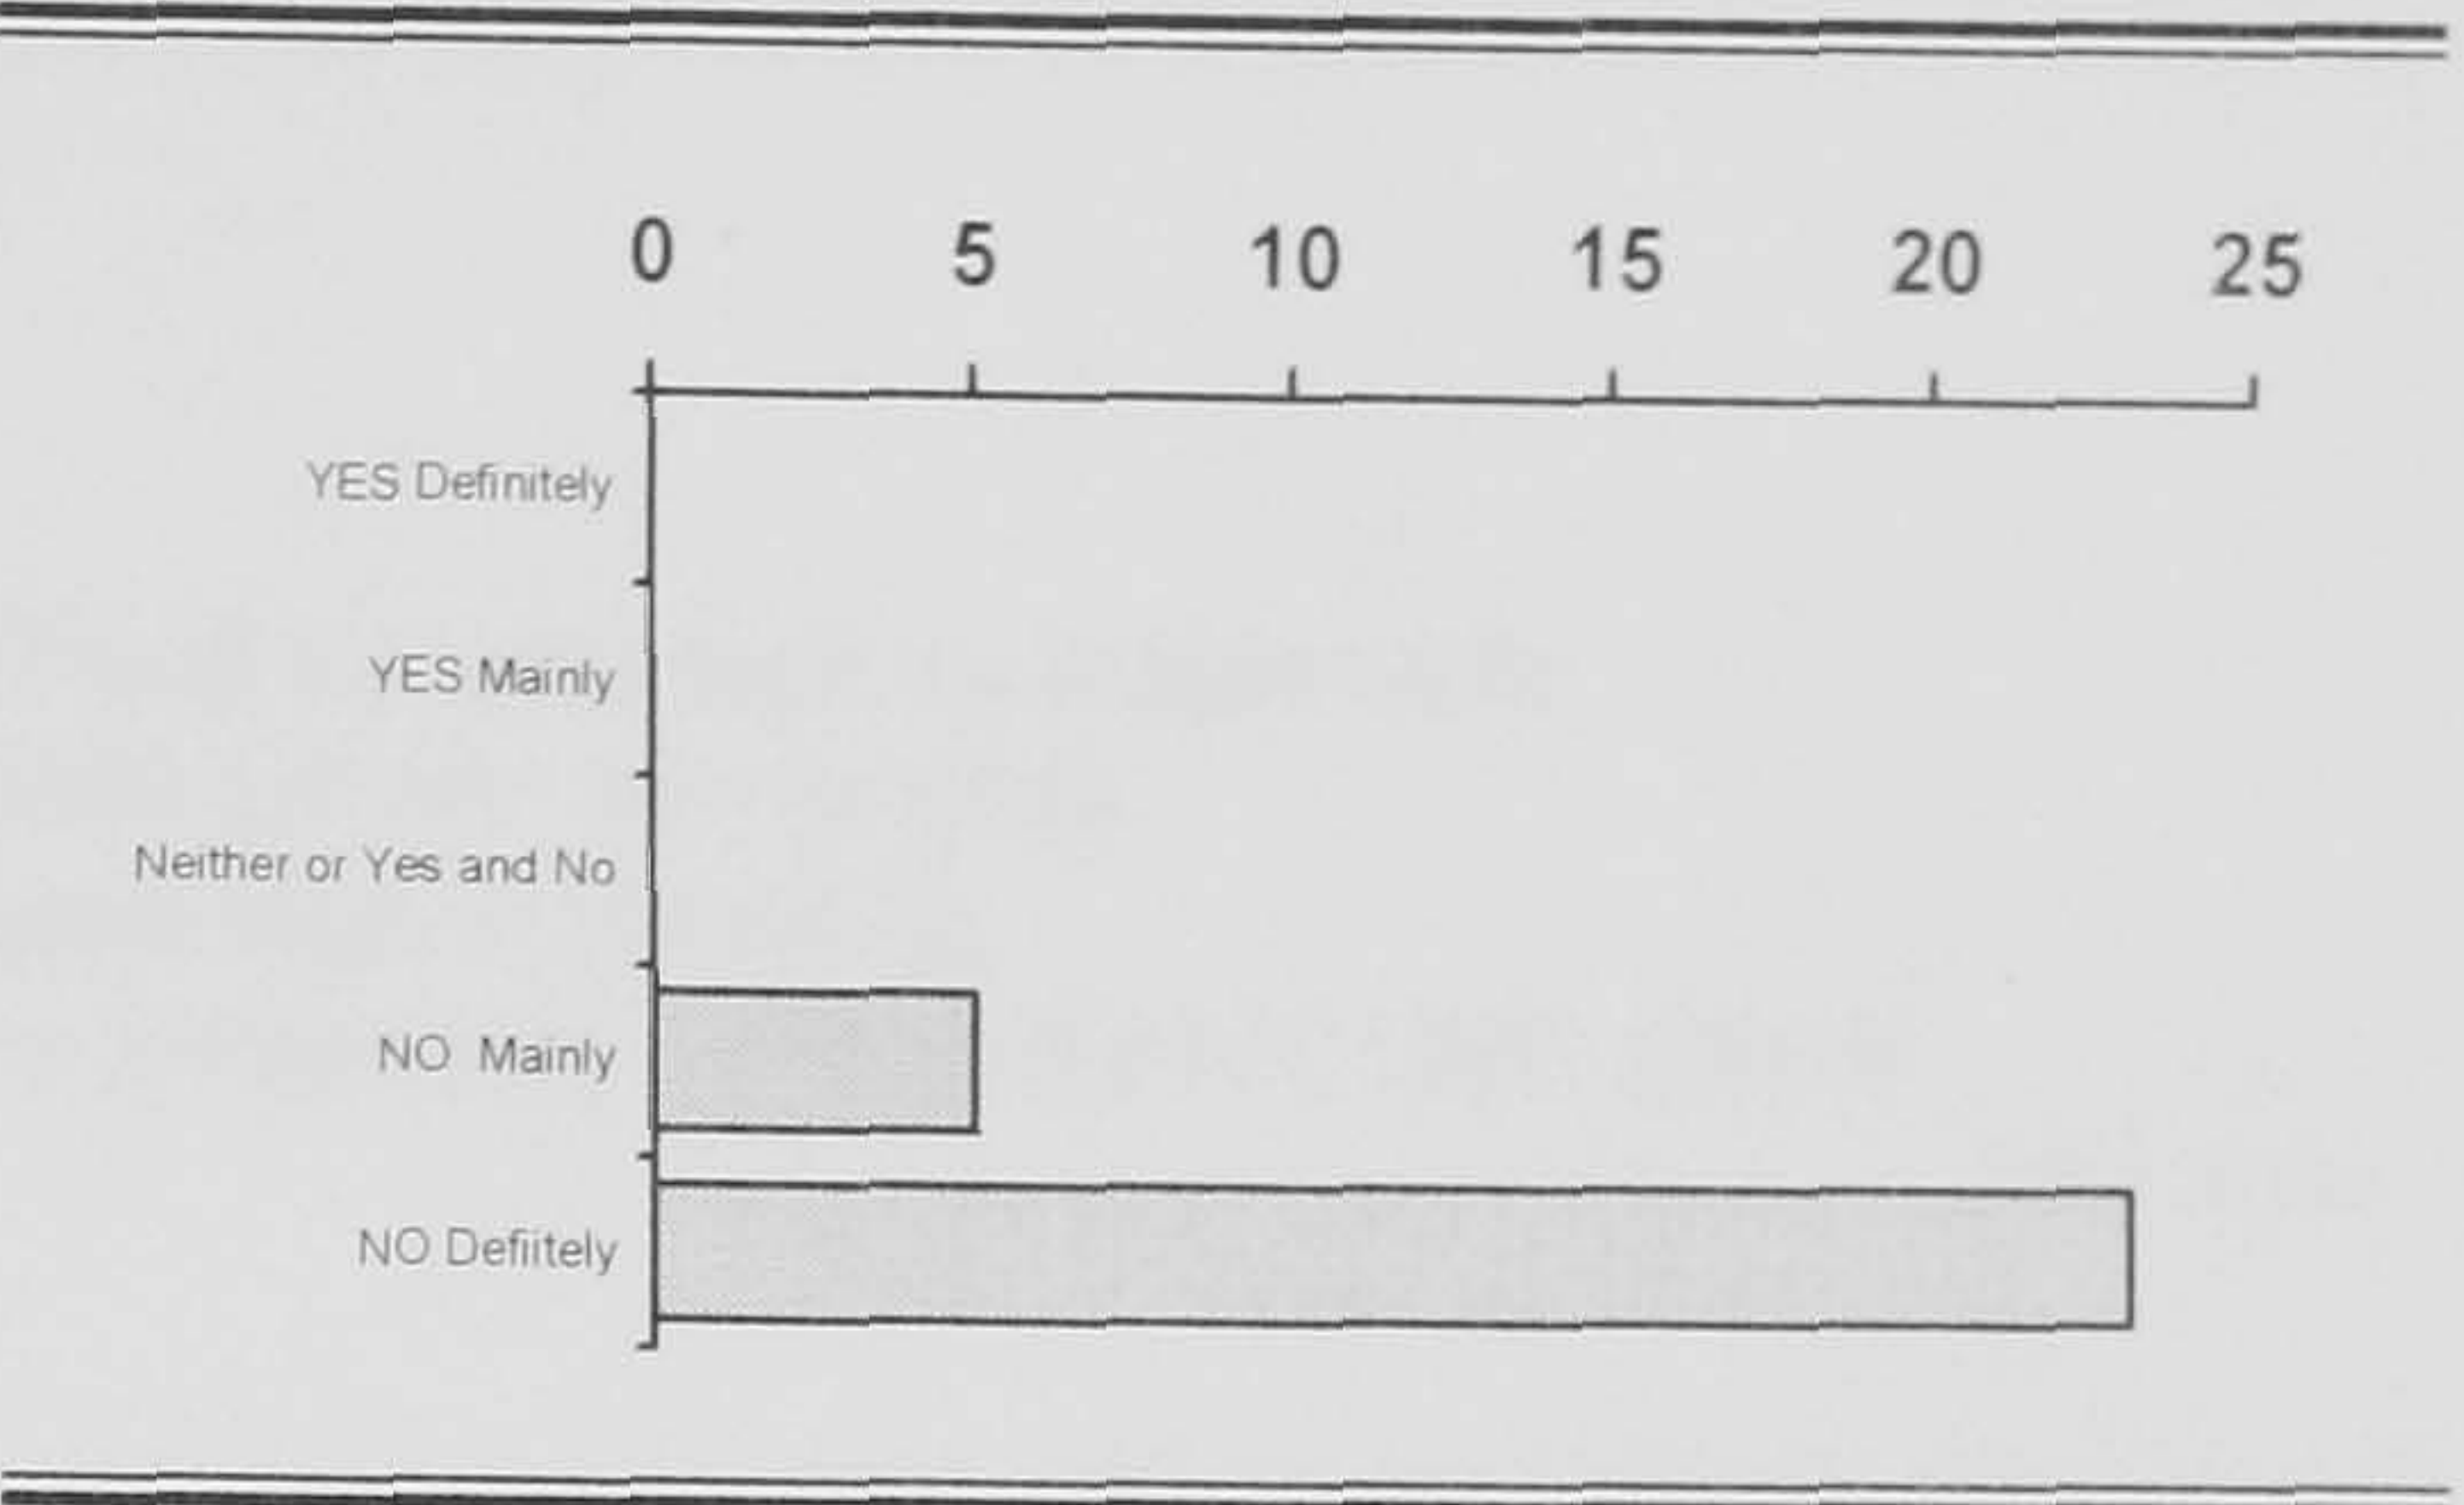 0 5 10 15 20 25
YES Definitely
YES Mainly
Neither or Yes and No
NO Mainly
NO Defiitely